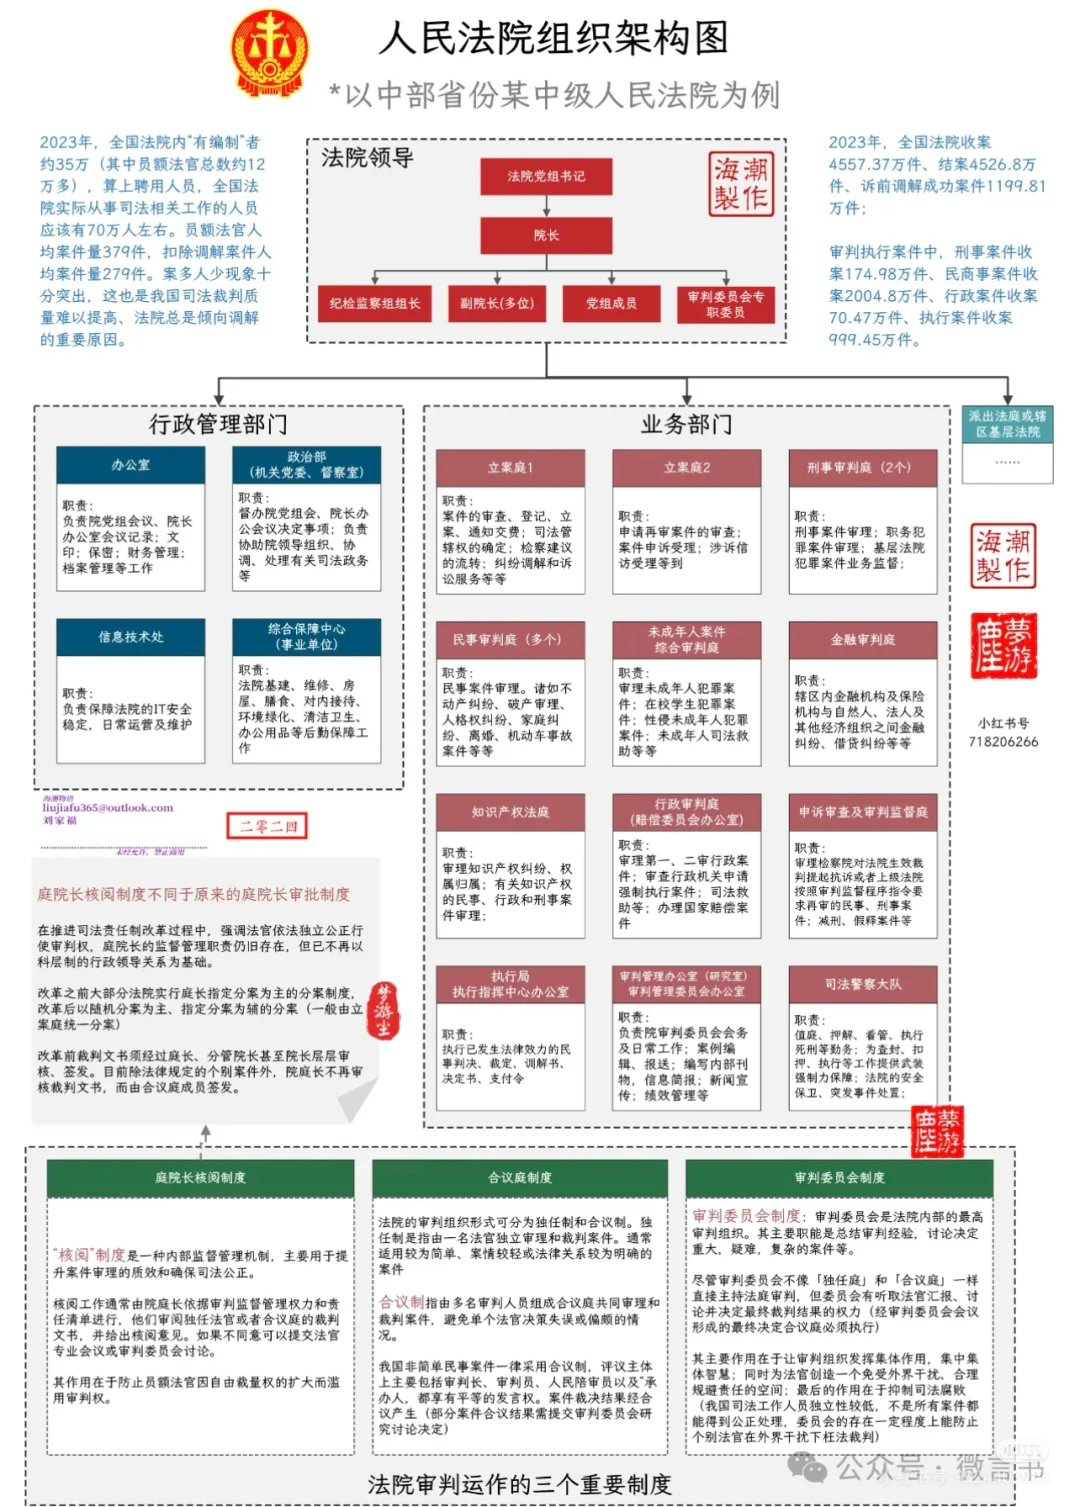 人民法院组织架构图
*以中部省份某中级人民法院为例
2023年，全国法院内“有编制”者
约35万（其中员额法官总数约12
万多），算上聘用人员，全国法
院实际从事司法相关工作的人员
应该有70万人左右。员额法官人
均案件量379件，扣除调解案件人
均案件量279件。案多人少现象十
分突出，这也是我国司法裁判质
量难以提高、法院总是倾向调解
的重要原因。
法院领导
法院党组书记
院长
纪检监察组组长
副院长(多位)
党组成员
审判委员会专
职委员
海潮
製作
2023年，全国法院收案
4557.37万件、结案4526.8万
件、诉前调解成功案件1199.81
万件；
审判执行案件中，刑事案件收
案174.98万件、民商事案件收
案2004.8万件、行政案件收案
70.47万件、执行案件收案
999.45万件。
行政管理部门
办公室
职责：
负责院党组会议、院长
办公室会议记录；文
印；保密；财务管理；
档案管理等工作
政治部
（机关党委、督察室）
职责：
督办院党组会、院长办
公会议决定事项；负责
协助院领导组织、协
调、处理有关司法政务
等
信息技术处
职责：
负责保障法院的IT安全
稳定，日常运营及维护
综合保障中心
（事业单位）
职责：
法院基建、维修、房
屋、膳食、对内接待、
环境绿化、清洁卫生、
办公用品等后勤保障工
作
业务部门
立案庭1
职责：
案件的审查、登记、立
案、通知交费；司法管
辖权的确定；检察建议
的流转；纠纷调解和诉
讼服务等等
立案庭2
职责：
申请再审案件的审查；
案件申诉受理；涉诉信
访受理等到
刑事审判庭（2个）
职责：
刑事案件审理；职务犯
罪案件审理；基层法院
犯罪案件业务监督；
民事审判庭（多个）
职责：
民事案件审理。诸如不
动产纠纷、破产审理、
人格权纠纷、家庭纠
纷、离婚、机动车事故
案件等等
未成年人案件
综合审判庭
职责：
审理未成年人犯罪案
件；在校学生犯罪案
件；性侵未成年人犯罪
案件；未成年人司法救
助等等
金融审判庭
职责：
辖区内金融机构及保险
机构与自然人、法人及
其他经济组织之间金融
纠纷、借贷纠纷等等
知识产权法庭
职责：
审理知识产权纠纷、权
属归属；有关知识产权
的民事、行政和刑事案
件审理；
行政审判庭
(赔偿委员会办公室)
职责：
审理第一、二审行政案
件；审查行政机关申请
强制执行案件；司法救
助等；办理国家赔偿案
件
申诉审查及审判监督庭
职责：
审理检察院对法院生效裁
判提起抗诉或者上级法院
按照审判监督程序指令要
求再审的民事、刑事案
件；减刑、假释案件等
执行局
执行指挥中心办公室
职责：
执行已发生法律效力的民
事判决、裁定、调解书、
决定书、支付令
审判管理办公室（研究室）
审判管理委员会办公室
职责：
负责院审判委员会会务
及日常工作；案例编
辑、报送；编写内部刊
物，信息简报；新闻宣
传；绩效管理等
司法警察大队
职责：
值庭、押解、看管、执行
死刑等勤务；为查封、扣
押、执行等工作提供武装
强制力保障；法院的安全
保卫、突发事件处置；
派出法庭或辖
区基层法院
······
海潮
製作
夢游
塵
小红书号
718206266
海潮物语
liujiafu365@outlook.com
刘家福
二零二四
未经允许、禁止商用
庭院长核阅制度不同于原来的庭院长审批制度
在推进司法责任制改革过程中，强调法官依法独立公正行
使审判权，庭院长的监督管理职责仍旧存在，但已不再以
科层制的行政领导关系为基础。
改革之前大部分法院实行庭长指定分案为主的分案制度，
改革后以随机分案为主、指定分案为辅的分案（一般由立
案庭统一分案）
改革前裁判文书须经过庭长、分管院长甚至院长层层审
核、签发。目前除法律规定的个别案件外，院庭长不再审
核裁判文书，而由合议庭成员签发。
梦游尘
夢游
塵
庭院长核阅制度
“核阅”制度是一种内部监督管理机制，主要用于提
升案件审理的质效和确保司法公正。
核阅工作通常由院庭长依据审判监督管理权力和责
任清单进行，他们审阅独任法官或者合议庭的裁判
文书，并给出核阅意见。如果不同意可以提交法官
专业会议或审判委员会讨论。
其作用在于防止员额法官因自由裁量权的扩大而滥
用审判权。
合议庭制度
法院的审判组织形式可分为独任制和合议制。独
任制是指由一名法官独立审理和裁判案件。通常
适用较为简单、案情较轻或法律关系较为明确的
案件
合议制指由多名审判人员组成合议庭共同审理和
裁判案件，避免单个法官决策失误或偏颇的情
况。
我国非简单民事案件一律采用合议制，评议主体
上主要包括审判长、审判员、人民陪审员以及“承
办人，都享有平等的发言权。案件裁决结果经合
议产生（部分案件合议结果需提交审判委员会研
究讨论决定）
审判委员会制度
审判委员会制度：审判委员会是法院内部的最高
审判组织。其主要职能是总结审判经验，讨论决定
重大，疑难，复杂的案件等。
尽管审判委员会不像「独任庭」和「合议庭」一样
直接主持法庭审判，但委员会有听取法官汇报、讨
论并决定最终裁判结果的权力（经审判委员会会议
形成的最终决定合议庭必须执行）
其主要作用在于让审判组织发挥集体作用，集中集
体智慧；同时为法官创造一个免受外界干扰、合理
规避责任的空间；最后的作用在于抑制司法腐败
（我国司法工作人员独立性较低，不是所有案件都
能得到公正处理，委员会的存在一定程度上能防止
个别法官在外界干扰下枉法裁判）
法院审判运作的三个重要制度
公众号·微言书